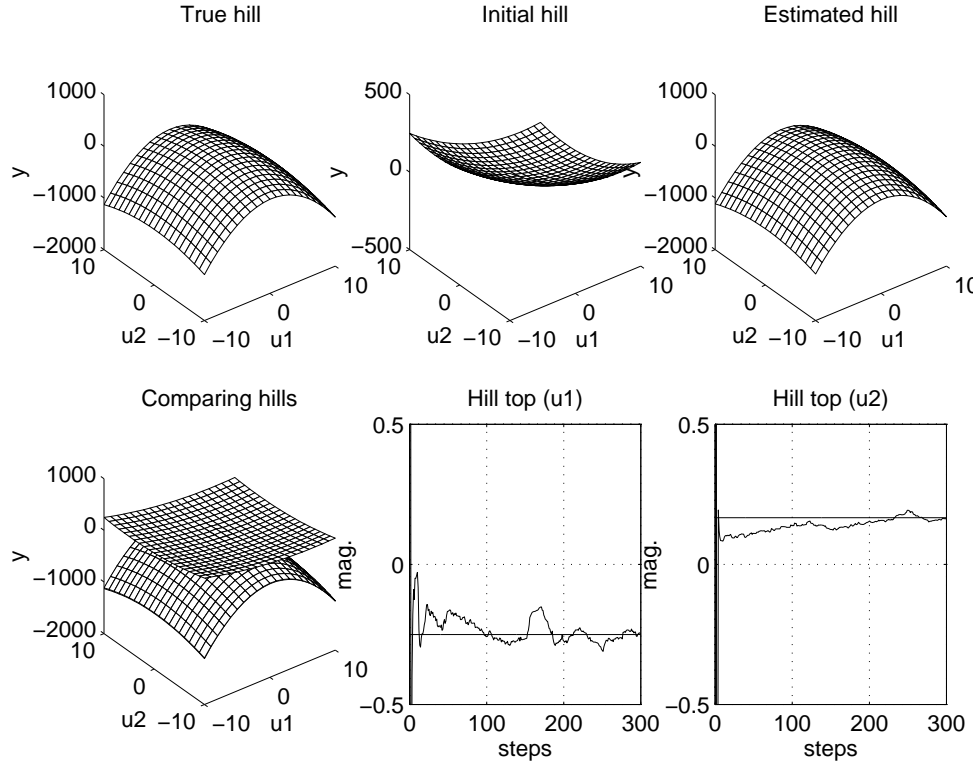 True hill
Initial hill
Estimated hill
1000
0
−1000
−2000
y
10
0
−10
u2
−10
0
10
u1
500
0
−500
y
10
0
−10
u2
−10
0
10
u1
1000
0
−1000
−2000
y
10
0
−10
u2
−10
0
10
u1
Comparing hills
Hill top (u1)
Hill top (u2)
1000
0
−1000
−2000
y
10
0
−10
u2
−10
0
10
u1
0.5
0
−0.5
mag.
0
100
200
300
steps
0.5
0
−0.5
mag.
0
100
200
300
steps